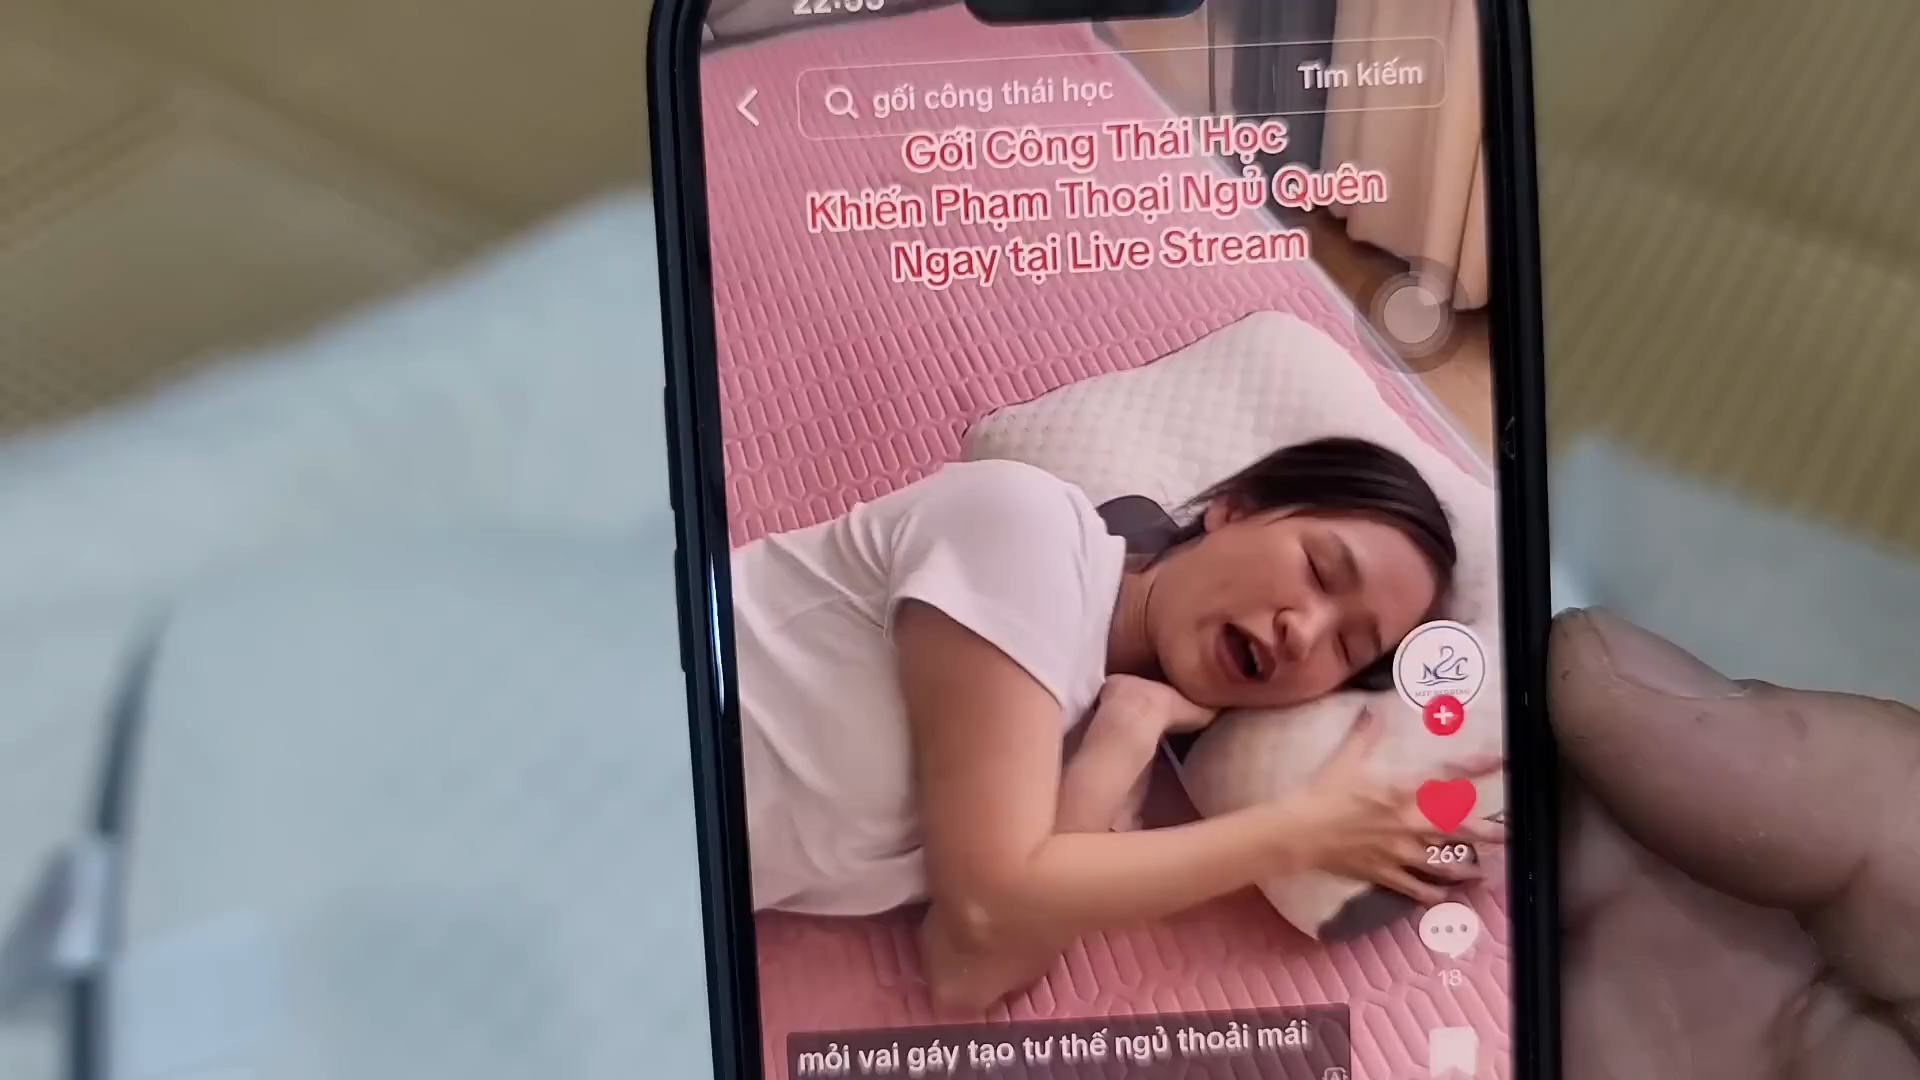 gối công thái học
Tìm kiếm
Gối Công Thái Học
Khiến Phạm Thoại Ngủ Quên
Ngay tại Live Stream
269
18
mỏi vai gáy tạo tư thế ngủ thoải mái